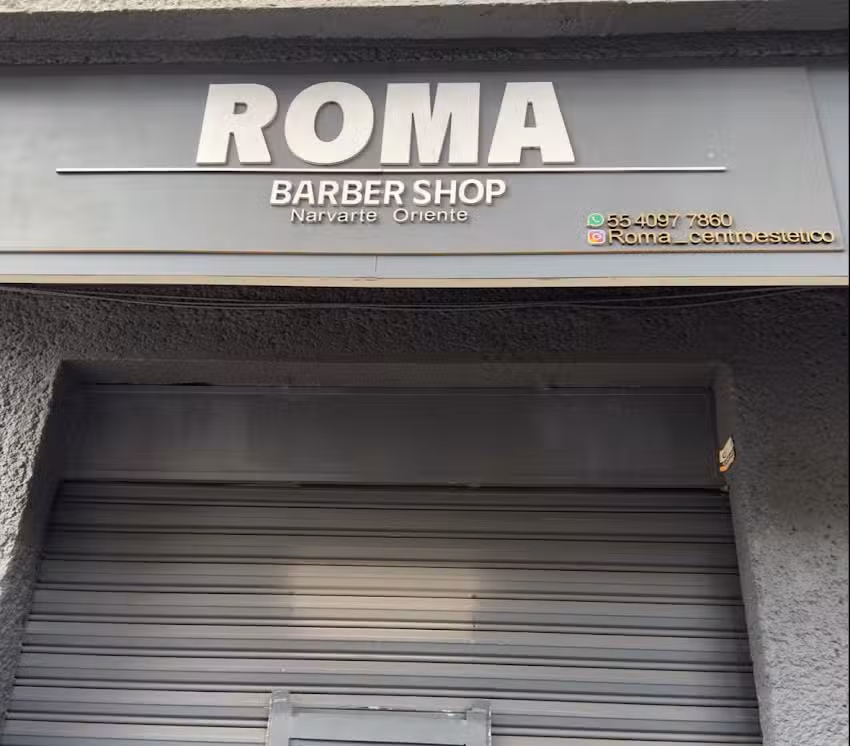 ROMA
BARBER SHOP
Narvarte Oriente
55 4097 7860
Roma_centroestetico